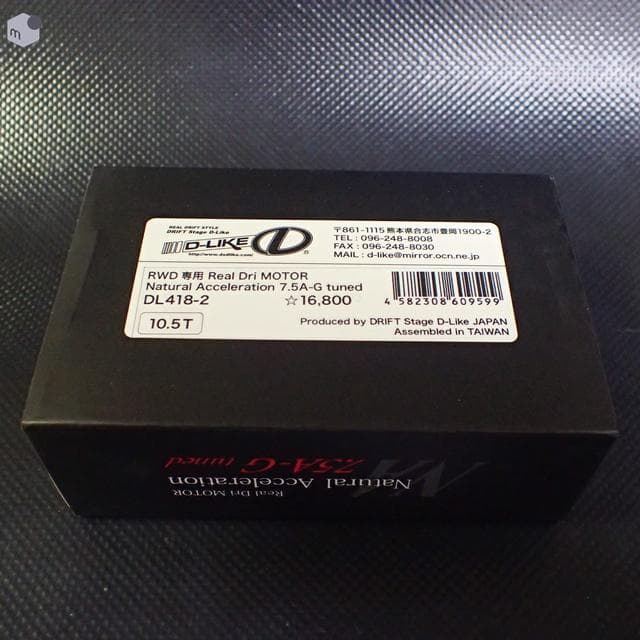 m
REAL DRIFT STYLE
DRIFT Stage D-Like
D-LIKE
http://www.dsdlike.com/
〒861-1115 熊本県合志市豊岡1900-2
TEL : 096-248-8008
FAX : 096-248-8030
MAIL : d-like@mirror.ocn.ne.jp
RWD 専用 Real Dri MOTOR
Natural Acceleration 7.5A-G tuned
DL418-2 ☆16,800
4 582308 609599
10.5T
Produced by DRIFT Stage D-Like JAPAN
Assembled in TAIWAN
Real Dri MOTOR
Natural Acceleration
7.5A-G tuned
NA